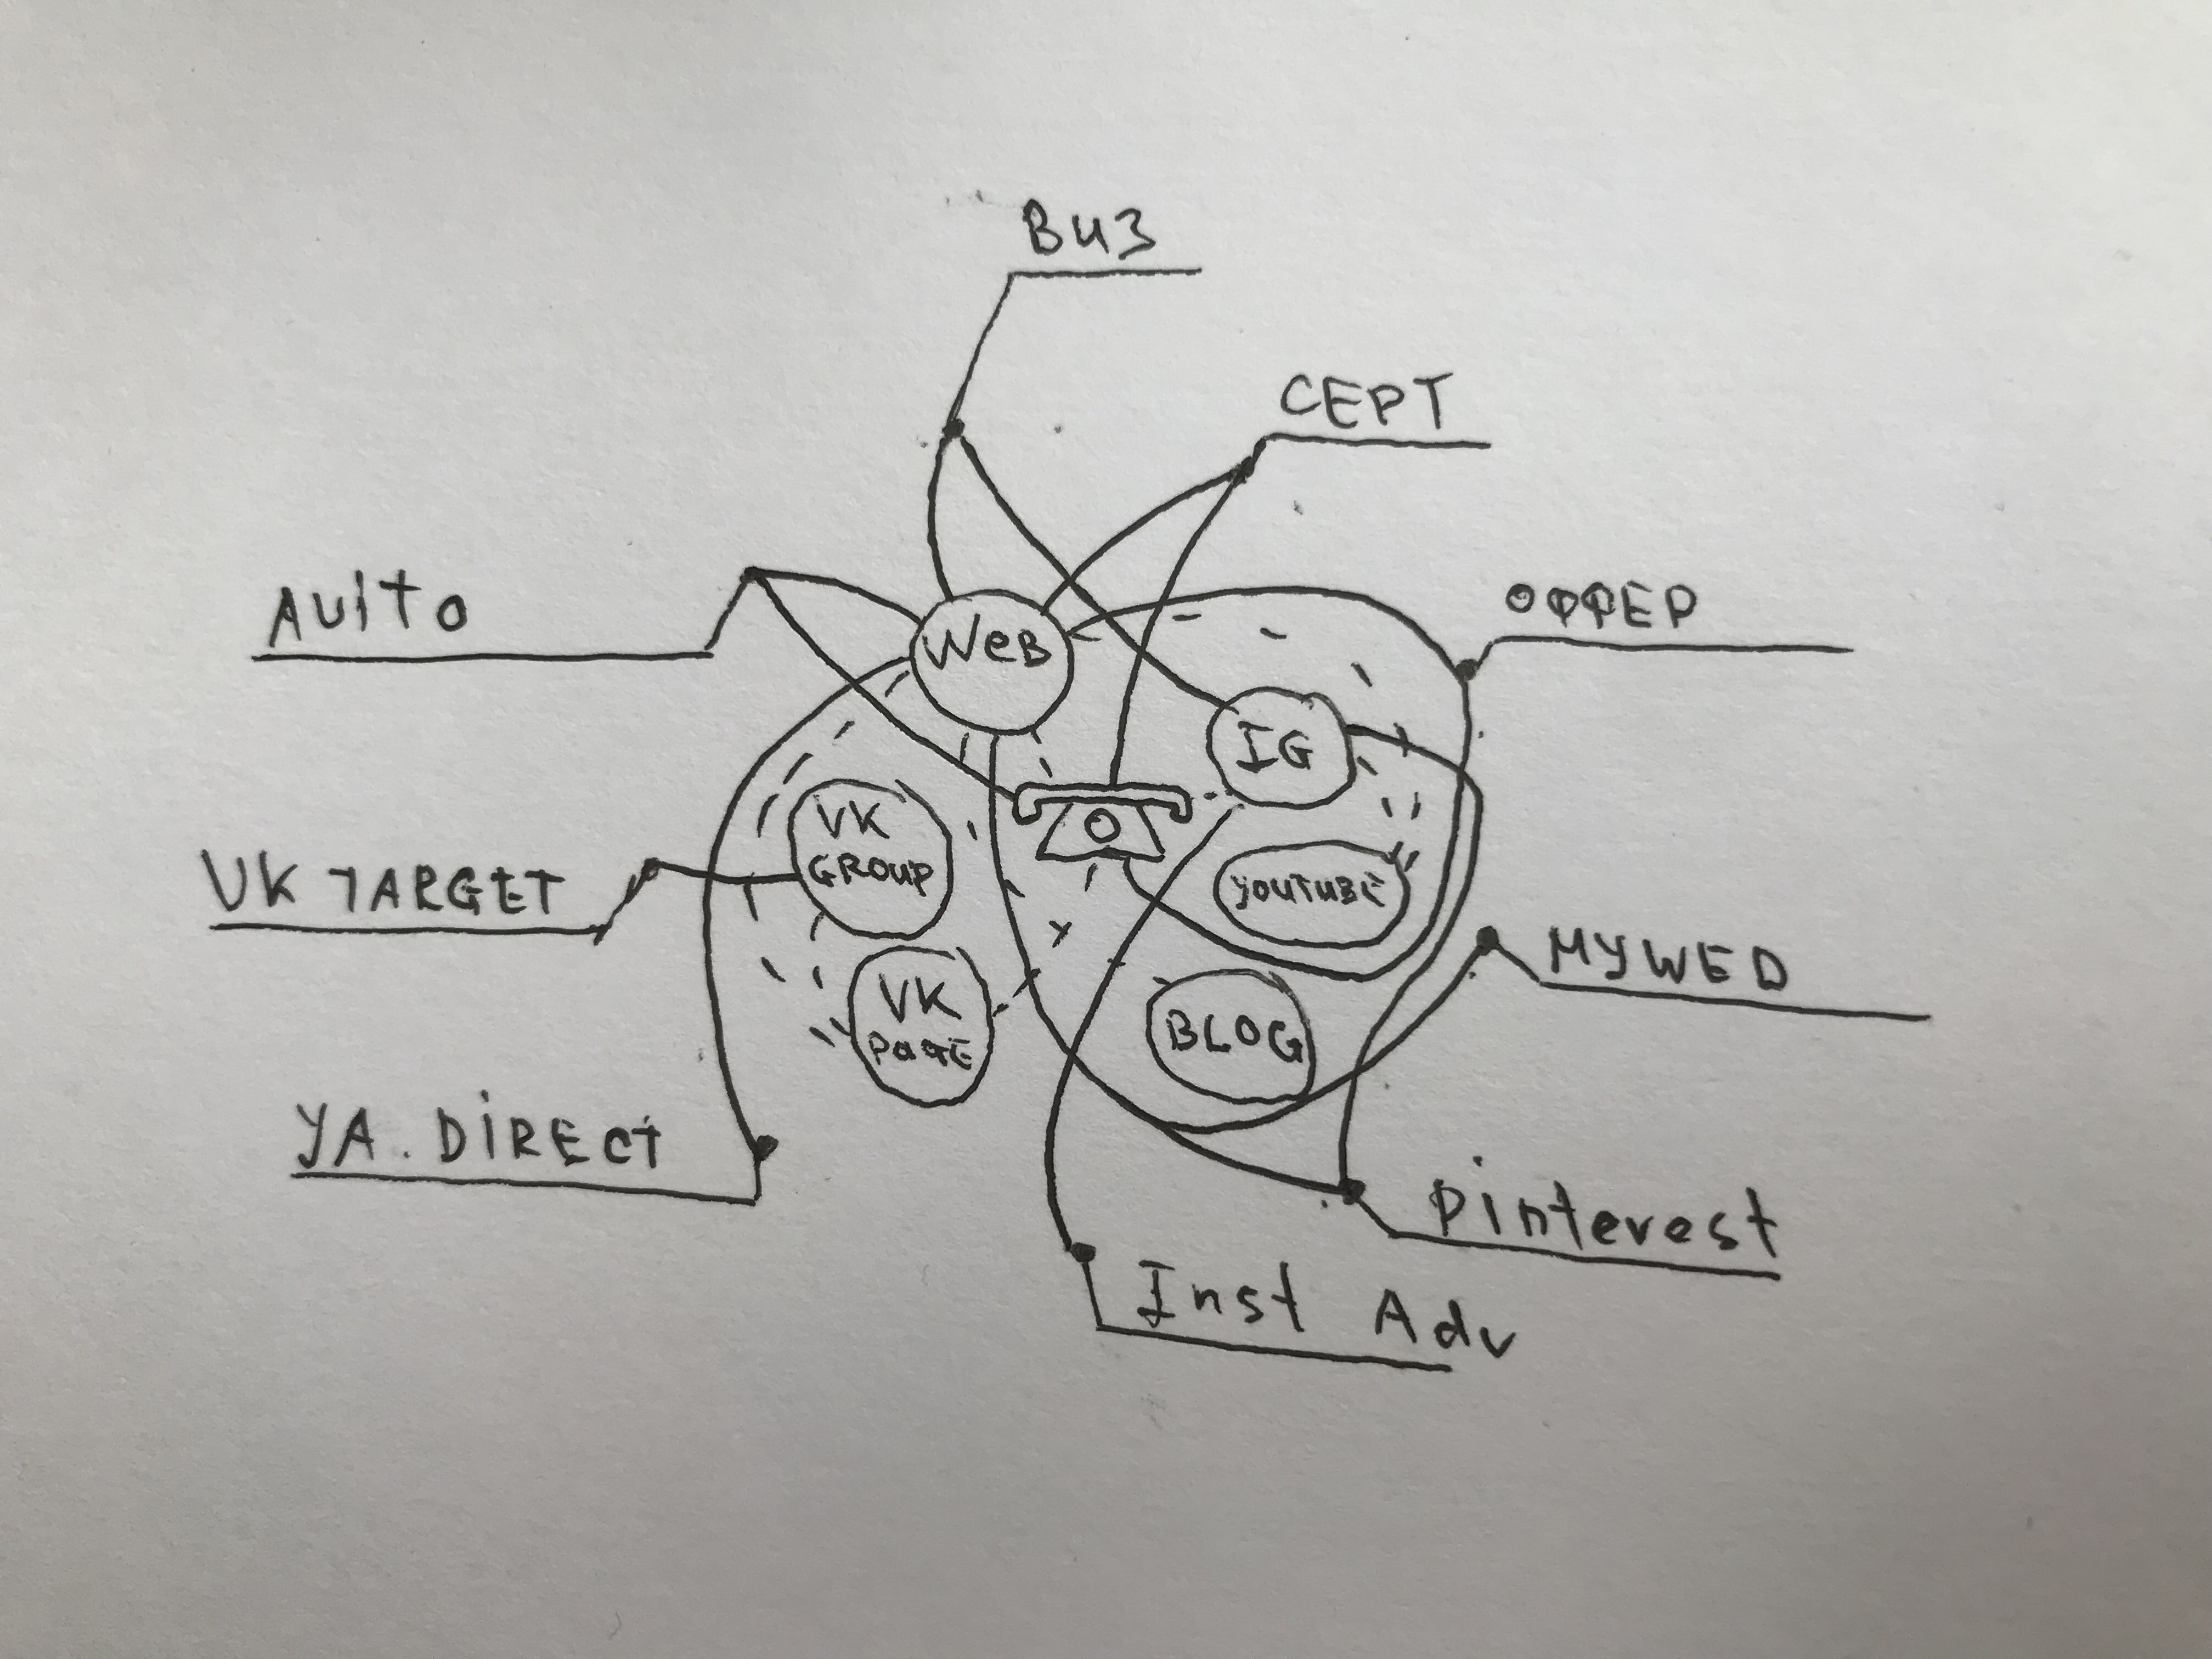 Виз
СЕРТ
Avito
ОФФЕР
WeB
IG
VK
GROUP
VK TARGET
YOUTUBE
MYWED
VK
page
BLOG
YA. DIRECT
Pinterest
Inst Adv